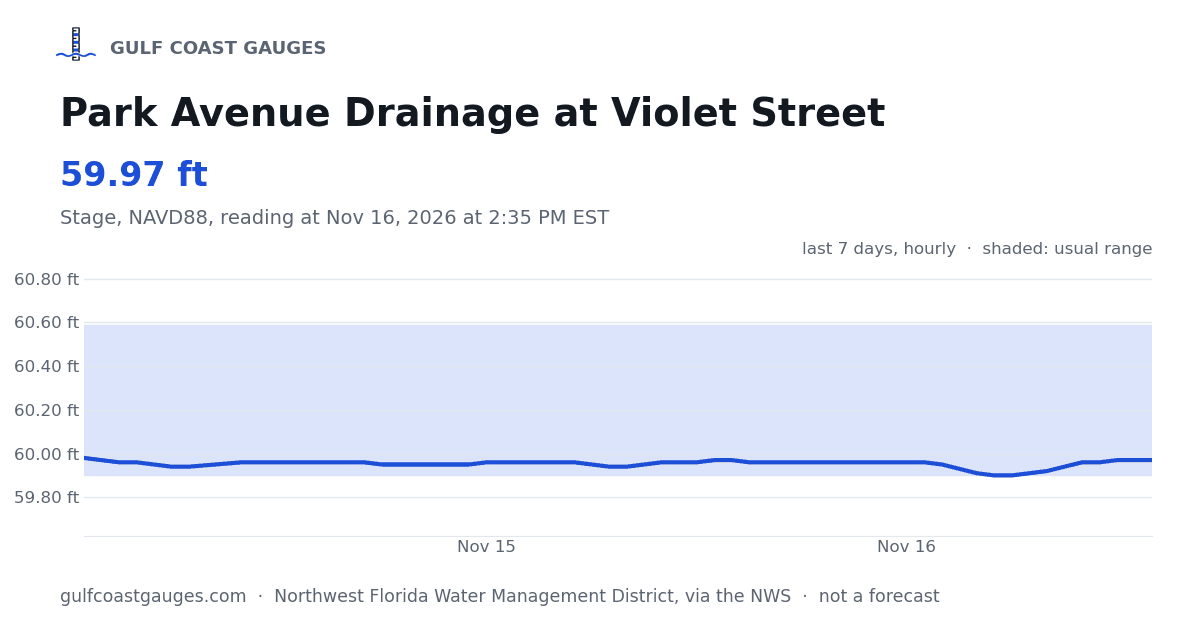 GULF COAST GAUGES
Park Avenue Drainage at Violet Street
59.97 ft
Stage, NAVD88, reading at Nov 16, 2026 at 2:35 PM EST
last 7 days, hourly · shaded: usual range
60.80 ft
60.60 ft
60.40 ft
60.20 ft
60.00 ft
59.80 ft
Nov 15 Nov 16
gulfcoastgauges.com · Northwest Florida Water Management District, via the NWS · not a forecast